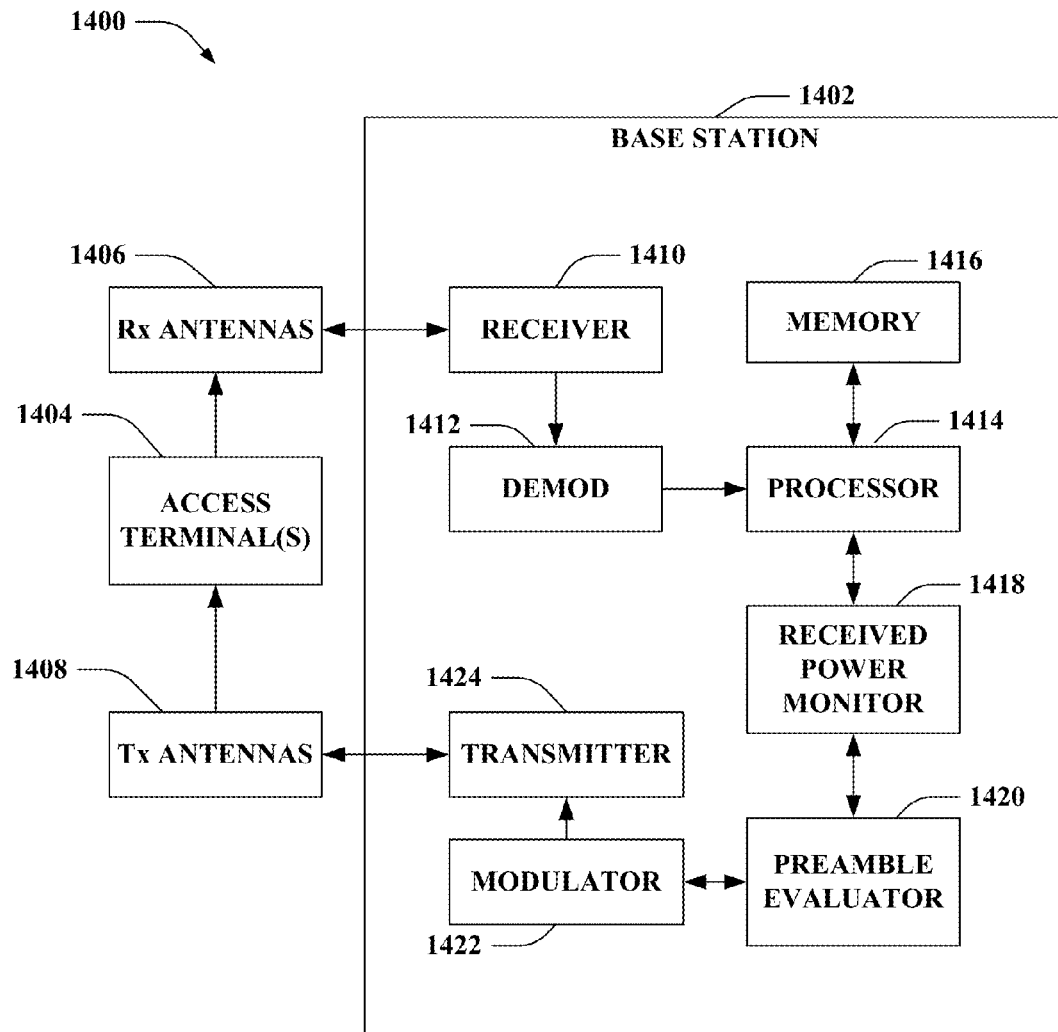 1400
1402
BASE STATION
1406
1410
1416
Rx ANTENNAS
RECEIVER
MEMORY
1404
1412
1414
ACCESS
TERMINAL(S)
DEMOD
PROCESSOR
1418
RECEIVED
POWER
MONITOR
1408
1424
Tx ANTENNAS
TRANSMITTER
1420
MODULATOR
PREAMBLE
EVALUATOR
1422